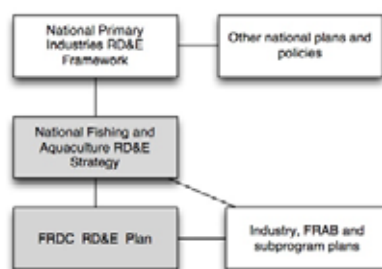 National Primary
Industries RD&E
Framework
Other national plans and
policies
National Fishing and
Aquaculture RD&E
Strategy
FRDC RD&E Plan
Industry, FRAB and
subprogram plans